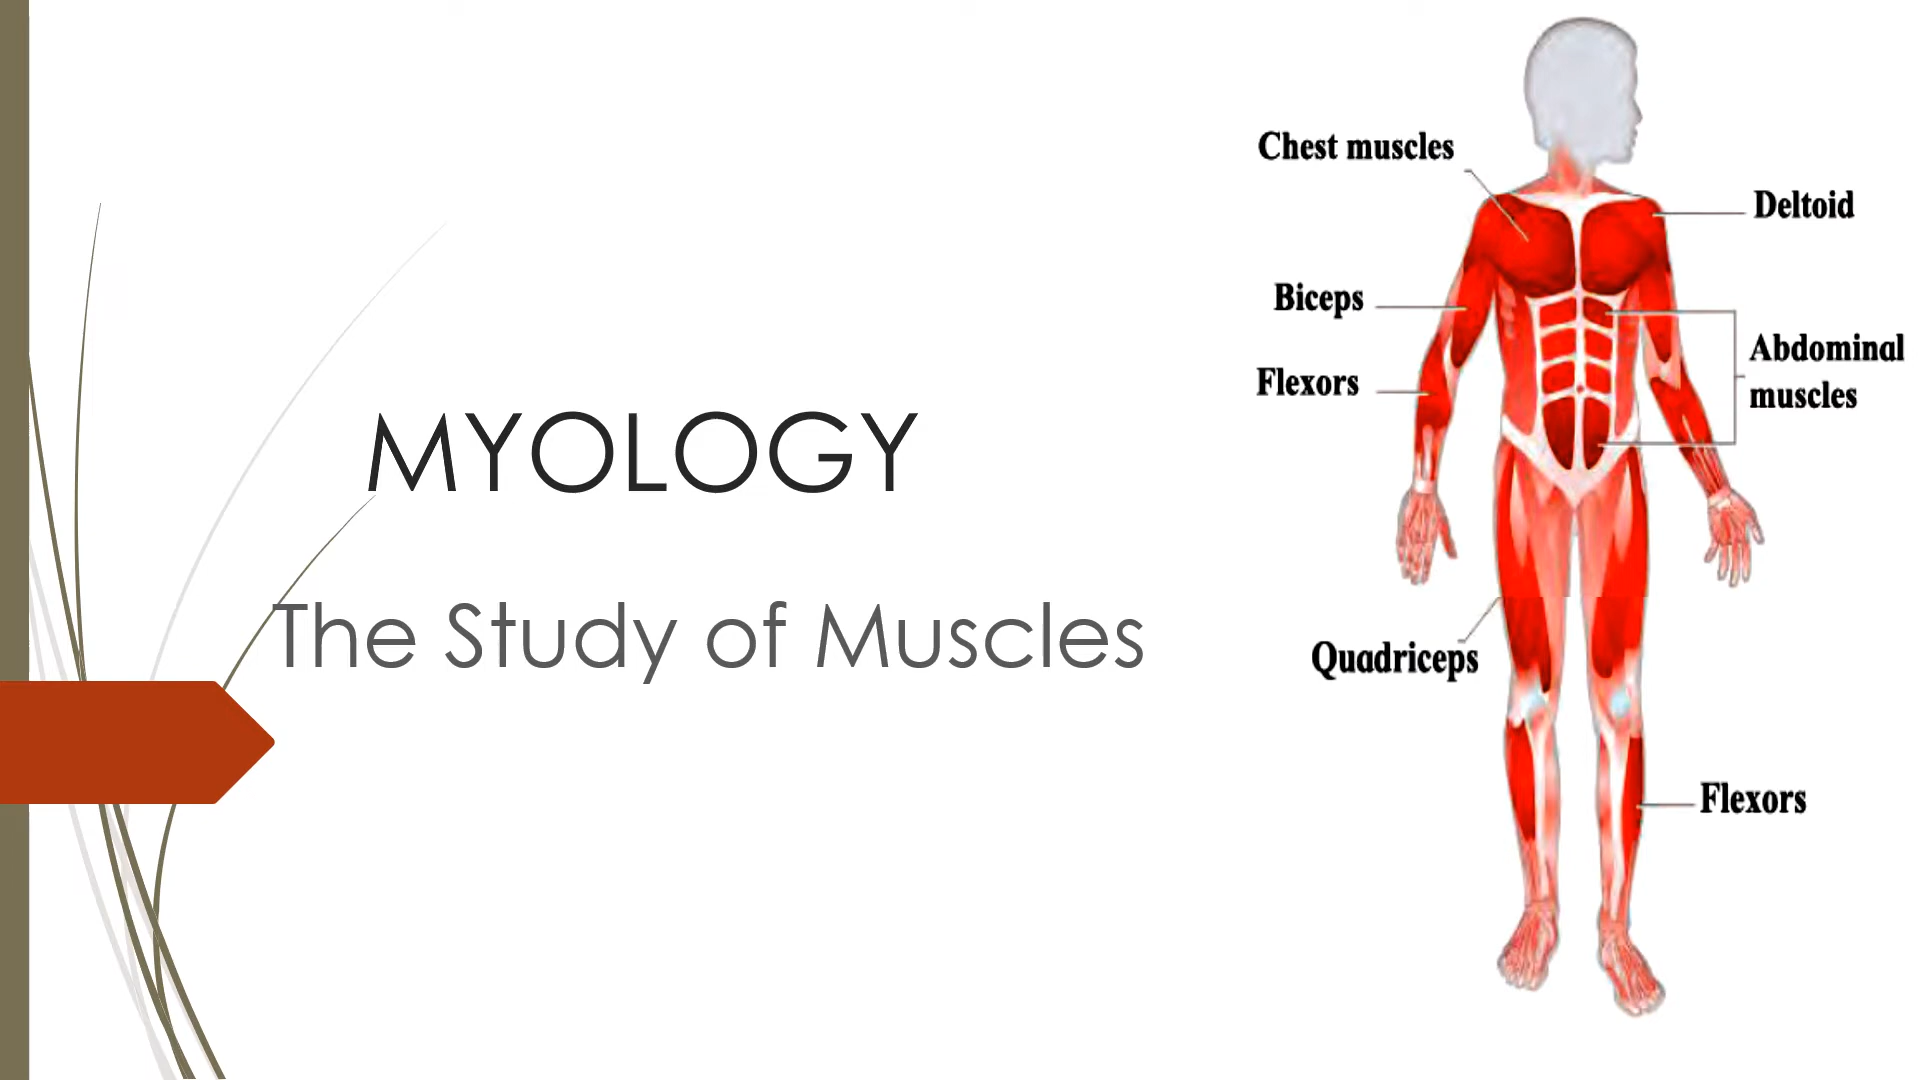 MYOLOGY
The Study of Muscles
Chest muscles
Deltoid
Biceps
Flexors
Abdominal
muscles
Quadriceps
Flexors